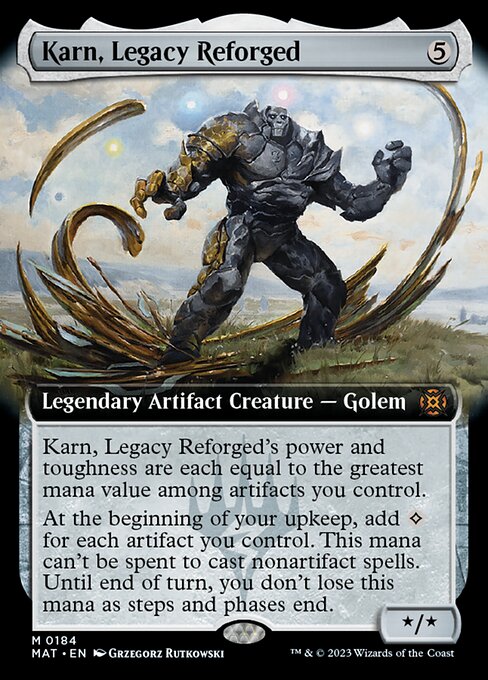 Karn, Legacy Reforged 5
Legendary Artifact Creature — Golem
Karn, Legacy Reforged's power and
toughness are each equal to the greatest
mana value among artifacts you control.
At the beginning of your upkeep, add
for each artifact you control. This mana
can't be spent to cast nonartifact spells.
Until end of turn, you don't lose this
mana as steps and phases end.
★/★
M 0184
MAT • EN Grzegorz Rutkowski
™ & © 2023 Wizards of the Coast